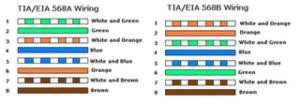 TIA/EIA 568A Wiring
1 White and Green
2 Green
3 White and Orange
4 Blue
5 White and Blue
6 Orange
7 White and Brown
8 Brown
TIA/EIA 568B Wiring
1 White and Orange
2 Orange
3 White and Green
4 Blue
5 White and Blue
6 Green
7 White and Brown
8 Brown